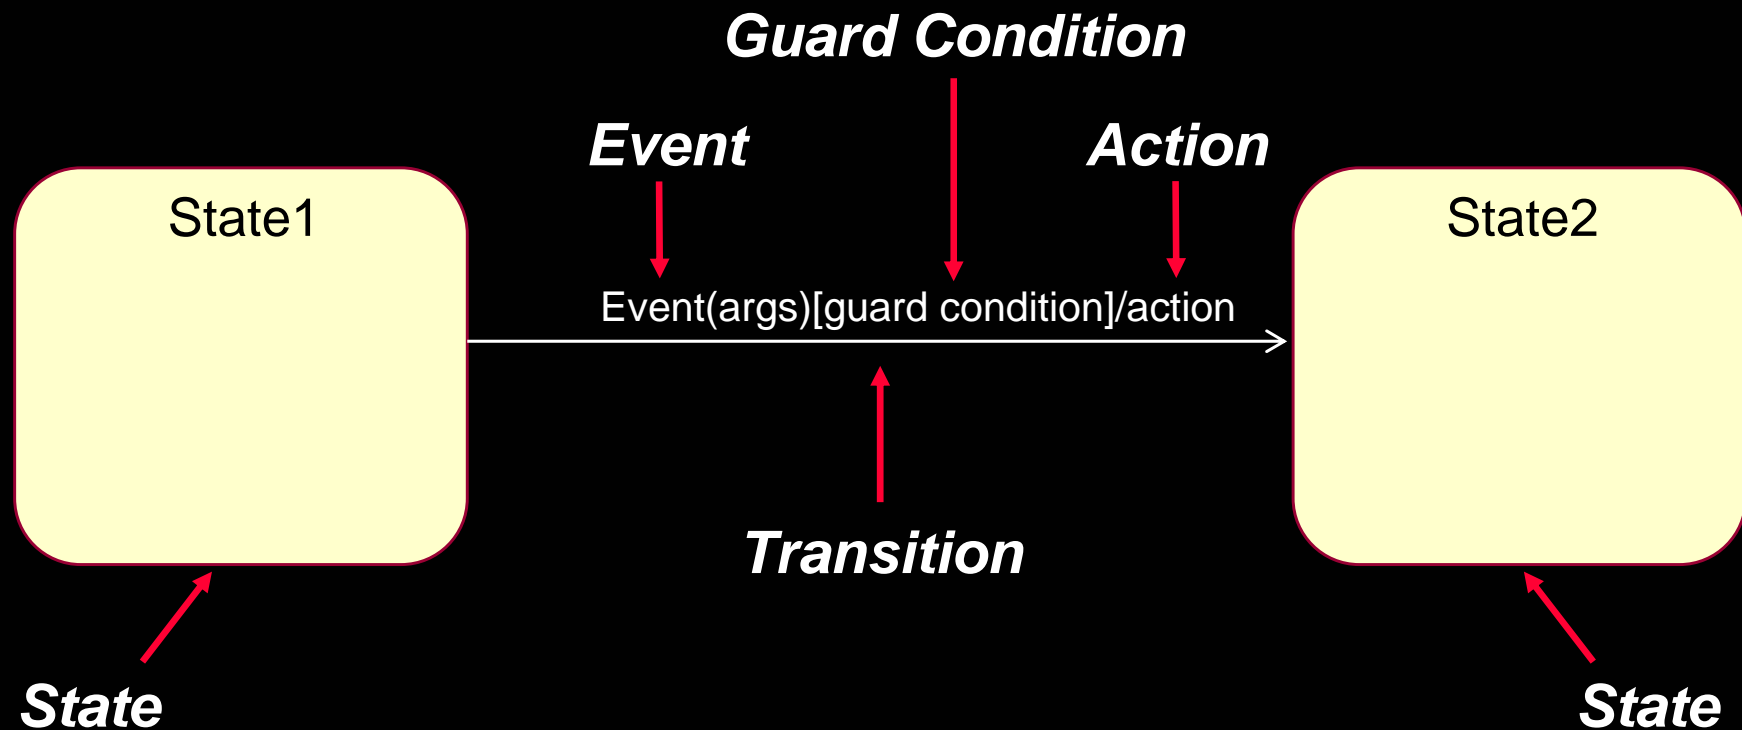 Guard Condition
Event
Action
State1
State2
Event(args)[guard condition]/action
Transition
State
State